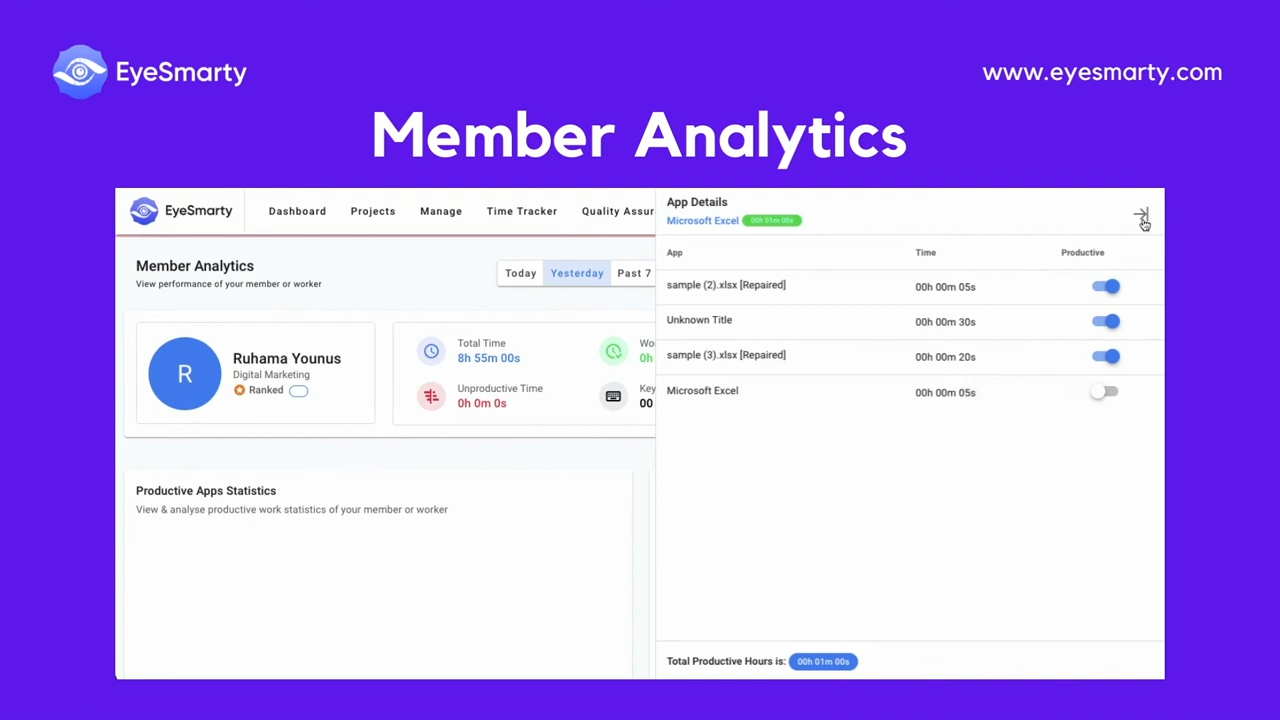 EyeSmarty
www.eyesmarty.com
Member Analytics
EyeSmarty
Dashboard
Projects
Manage
Time Tracker
Quality Assur
Member Analytics
View performance of your member or worker
Today
Yesterday
Past 7
R
Ruhama Younus
Digital Marketing
Ranked
Total Time
8h 55m 00s
Unproductive Time
0h 0m 0s
Wo
0h
Key
00
Productive Apps Statistics
View & analyse productive work statistics of your member or worker
App Details
Microsoft Excel 00h 01m 00s
App Time Productive
sample (2).xlsx [Repaired] 00h 00m 05s
Unknown Title 00h 00m 30s
sample (3).xlsx [Repaired] 00h 00m 20s
Microsoft Excel 00h 00m 05s
Total Productive Hours is: 00h 01m 00s